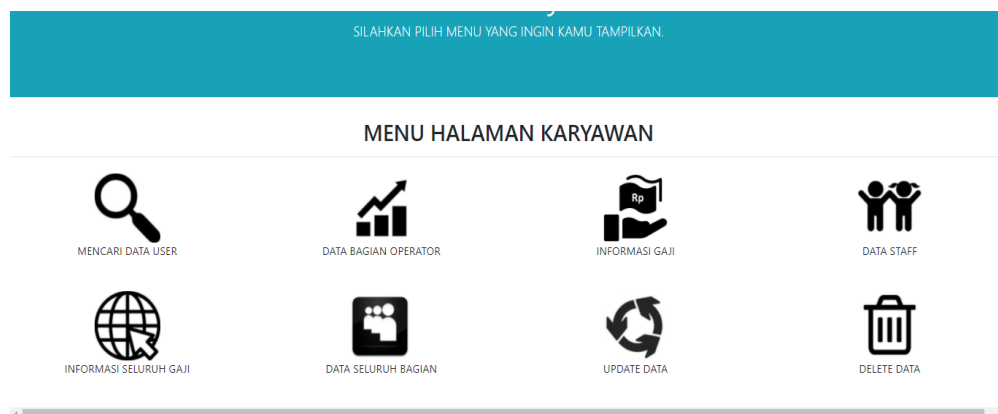 SILAHKAN PILIH MENU YANG INGIN KAMU TAMPILKAN.
MENU HALAMAN KARYAWAN
Rp
MENCARI DATA USER
DATA BAGIAN OPERATOR
INFORMASI GAJI
DATA STAFF
INFORMASI SELURUH GAJI
DATA SELURUH BAGIAN
UPDATE DATA
DELETE DATA